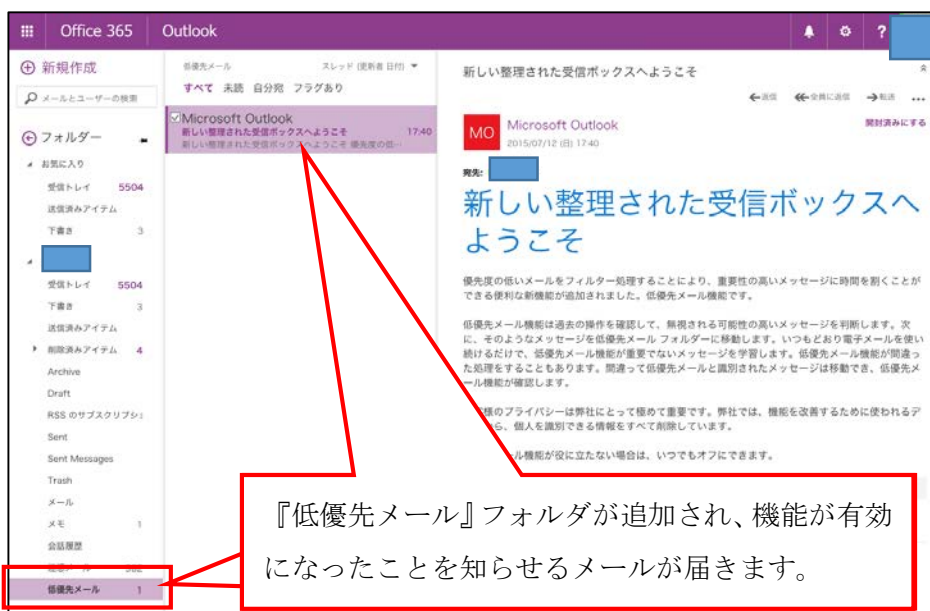 Office 365
Outlook
?
新規作成
メールとユーザーの検索
フォルダー
お気に入り
受信トレイ 5504
送信済みアイテム
下書き 3
受信トレイ 5504
下書き 3
送信済みアイテム
削除済みアイテム 4
Archive
Draft
RSS のサブスクリプシ
Sent
Sent Messages
Trash
メール
メモ 1
会話履歴
低優先メール 1
低優先メール
スレッド (更新者 日付)
すべて 未読 自分宛 フラグあり
Microsoft Outlook
新しい整理された受信ボックスへようこそ 17:40
新しい整理された受信ボックスへようこそ 優先度の低…
新しい整理された受信ボックスへようこそ
返信 全員に返信 転送 ...
MO
Microsoft Outlook
開封済みにする
2015/07/12 (日) 17:40
宛先:
新しい整理された受信ボックスへ
ようこそ
優先度の低いメールをフィルター処理することにより、重要性の高いメッセージに時間を割くことが
できる便利な新機能が追加されました。低優先メール機能です。
低優先メール機能は過去の操作を確認して、無視される可能性の高いメッセージを判断します。次
に、そのようなメッセージを低優先メール フォルダーに移動します。いつもどおり電子メールを使い
続けるだけで、低優先メール機能が重要でないメッセージを学習します。低優先メール機能が間違っ
た処理をすることもあります。間違って低優先メールと識別されたメッセージは移動でき、低優先メ
ール機能が確認します。
様のプライバシーは弊社にとって極めて重要です。弊社では、機能を改善するために使われるデ
ら、個人を識別できる情報をすべて削除しています。
ール機能が役に立たない場合は、いつでもオフにできます。
『低優先メール』フォルダが追加され、機能が有効
になったことを知らせるメールが届きます。